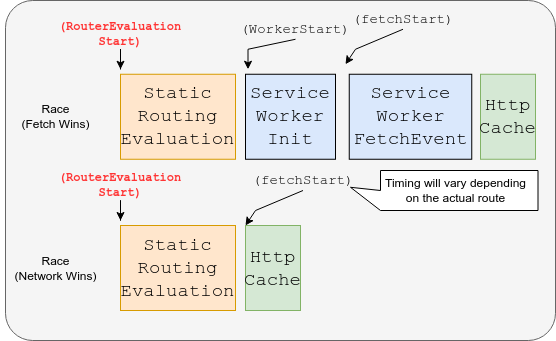 (RouterEvaluation
Start)
(WorkerStart)
(fetchStart)
Race
(Fetch Wins)
Static
Routing
Evaluation
Service
Worker
Init
Service
Worker
FetchEvent
Http
Cache
(RouterEvaluation
Start)
(fetchStart)
Timing will vary depending
on the actual route
Race
(Network Wins)
Static
Routing
Evaluation
Http
Cache